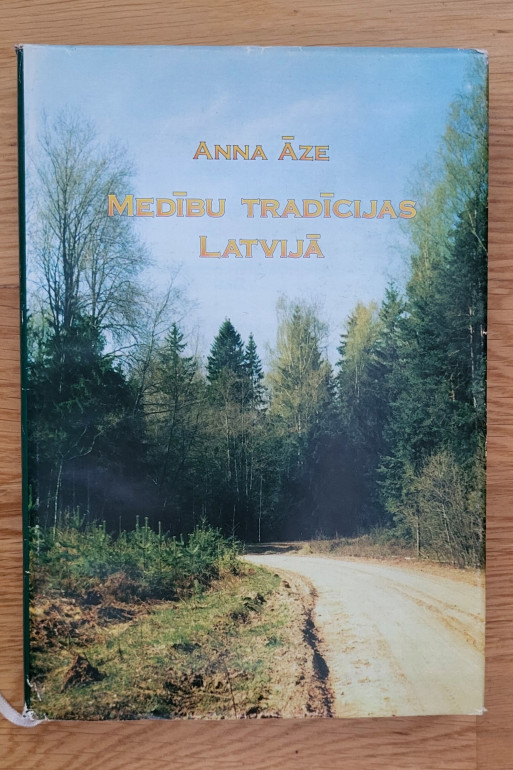 Anna Āze
Medību tradīcijas
Latvijā